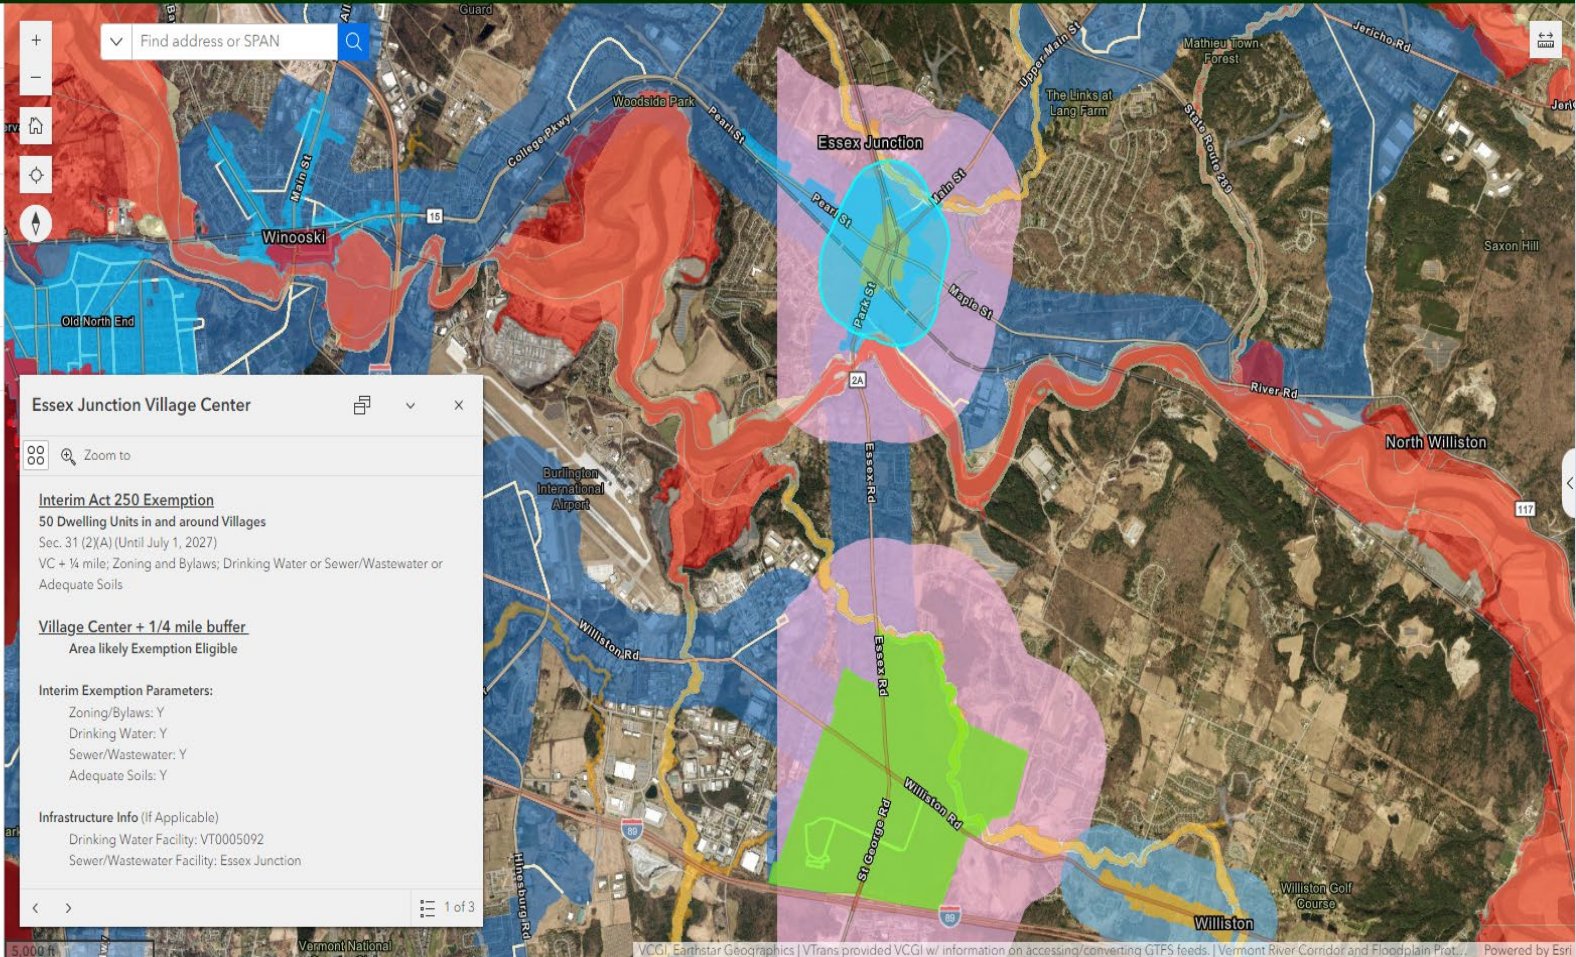 Guard
Find address or SPAN
Upper Main St
Jericho Rd
Mathieu Town
Forest
Woodside Park
The Links at
Lang Farm
Pearl St
College Pkwy
Essex Junction
State Route 289
Main St
Main St
15
Pearl St
Winooski
Saxon Hill
Park St
Maple St
Old North End
2A
River Rd
North Williston
Essex Junction Village Center
Zoom to
Interim Act 250 Exemption
50 Dwelling Units in and around Villages
Sec. 31 (2)(A) (Until July 1, 2027)
VC + ¼ mile; Zoning and Bylaws; Drinking Water or Sewer/Wastewater or
Adequate Soils
Village Center + 1/4 mile buffer
Area likely Exemption Eligible
Interim Exemption Parameters:
Zoning/Bylaws: Y
Drinking Water: Y
Sewer/Wastewater: Y
Adequate Soils: Y
Infrastructure Info (If Applicable)
Drinking Water Facility: VT0005092
Sewer/Wastewater Facility: Essex Junction
1 of 3
Burlington
International
Airport
Essex Rd
117
Williston Rd
Essex Rd
Williston Rd
St George Rd
89
Hinesburg Rd
89
Williston Golf
Course
Williston
5,000 ft
Vermont National
VCGI, Earthstar Geographics | VTrans provided VCGI w/ information on accessing/converting GTFS feeds. | Vermont River Corridor and Floodplain Prot... Powered by Esri